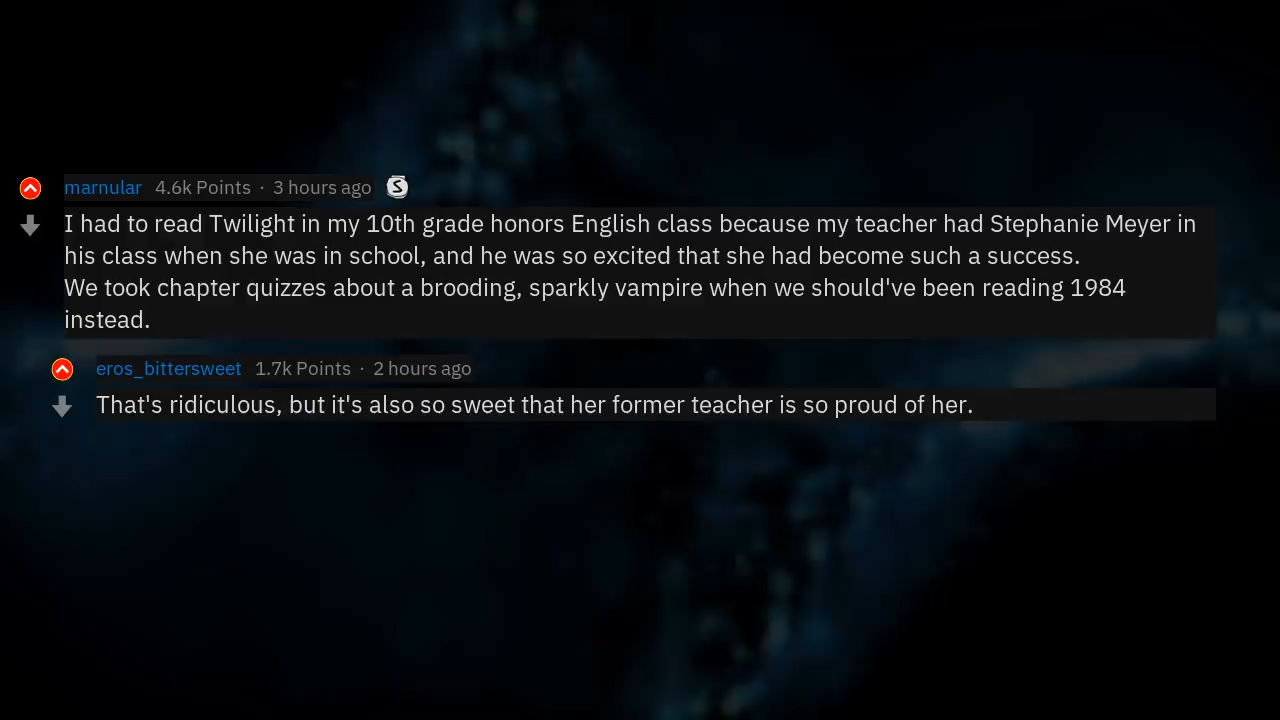 marnular 4.6k Points · 3 hours ago S
I had to read Twilight in my 10th grade honors English class because my teacher had Stephanie Meyer in
his class when she was in school, and he was so excited that she had become such a success.
We took chapter quizzes about a brooding, sparkly vampire when we should've been reading 1984
instead.
eros_bittersweet 1.7k Points · 2 hours ago
That's ridiculous, but it's also so sweet that her former teacher is so proud of her.